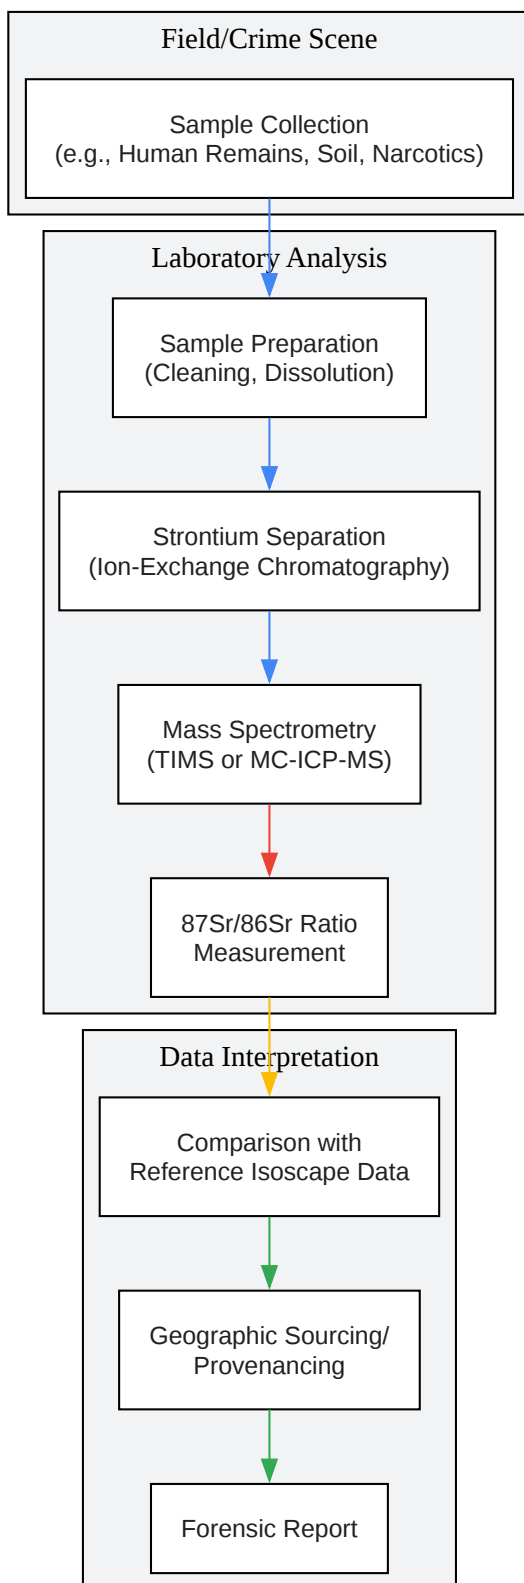 Field/Crime Scene
Sample Collection
(e.g., Human Remains, Soil, Narcotics)
Laboratory Analysis
Sample Preparation
(Cleaning, Dissolution)
Strontium Separation
(Ion-Exchange Chromatography)
Mass Spectrometry
(TIMS or MC-ICP-MS)
87Sr/86Sr Ratio
Measurement
Data Interpretation
Comparison with
Reference Isoscape Data
Geographic Sourcing/
Provenancing
Forensic Report